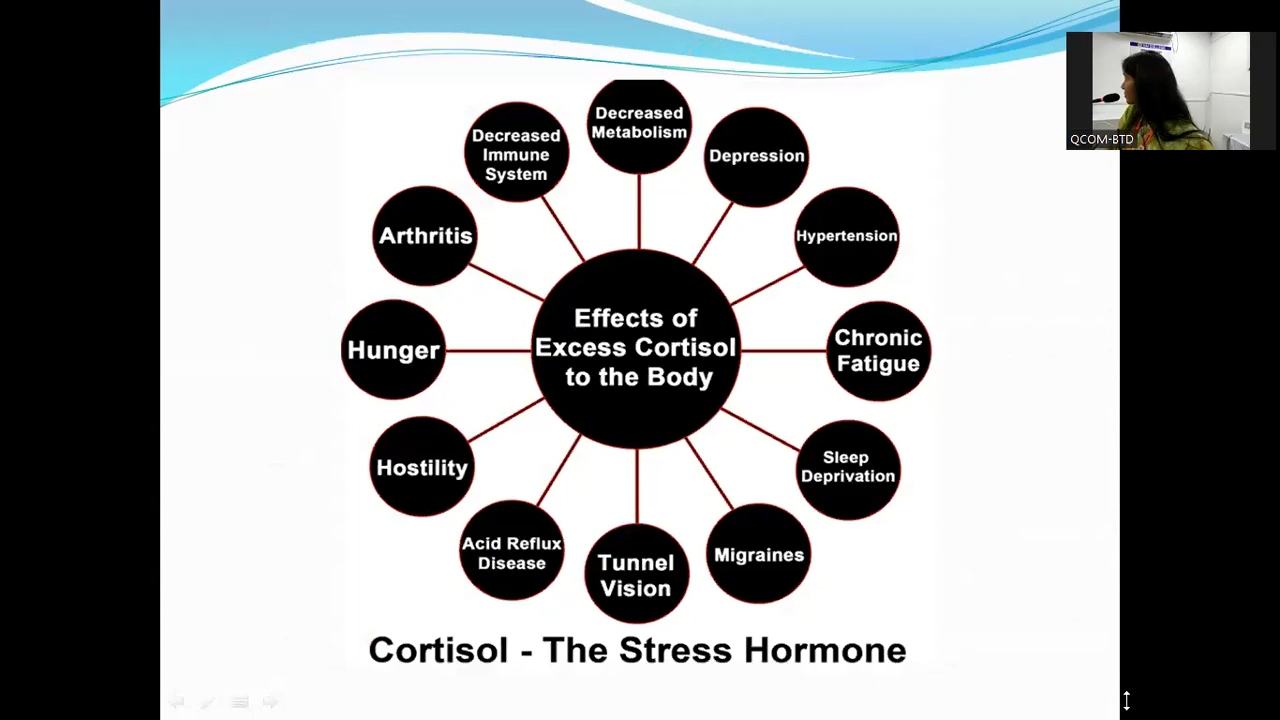 Decreased
Metabolism
Depression
Hypertension
Chronic
Fatigue
Sleep
Deprivation
Migraines
Tunnel
Vision
Acid Reflux
Disease
Hostility
Hunger
Arthritis
Decreased
Immune
System
Effects of
Excess Cortisol
to the Body
Cortisol - The Stress Hormone
QCOM-BTD